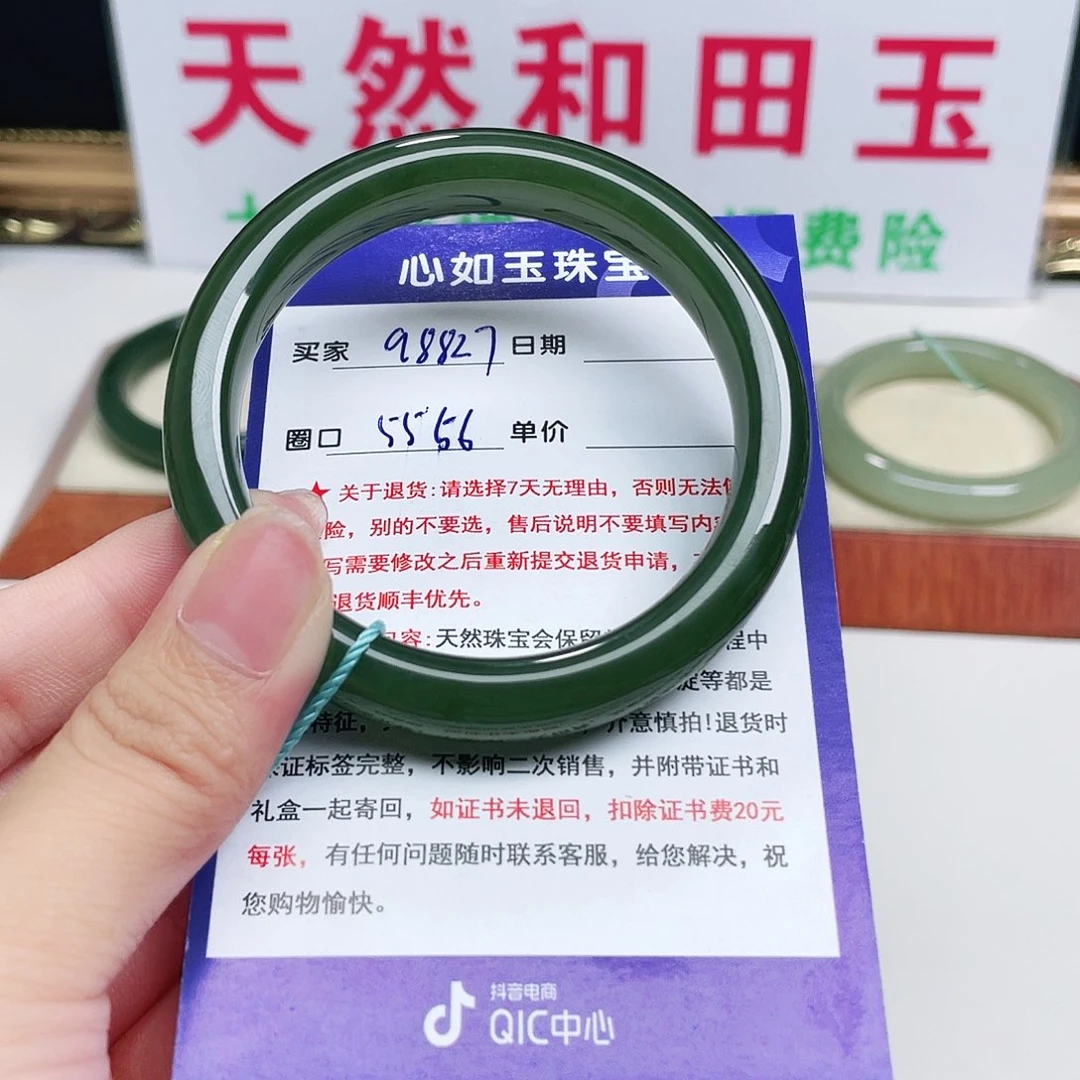 天然和田玉
费险
心如玉珠宝
买家 98827 日期
圈口 5556 单价
★ 关于退货:请选择7天无理由，否则无法
险，别的不要选，售后说明不要填写内
写需要修改之后重新提交退货申请，
退货顺丰优先。
容:天然珠宝会保留 程中
淀等都是
特征， 介意慎拍!退货时
证标签完整，不影响二次销售，并附带证书和
礼盒一起寄回，如证书未退回，扣除证书费20元
每张，有任何问题随时联系客服，给您解决，祝
您购物愉快。
抖音电商
QIC中心